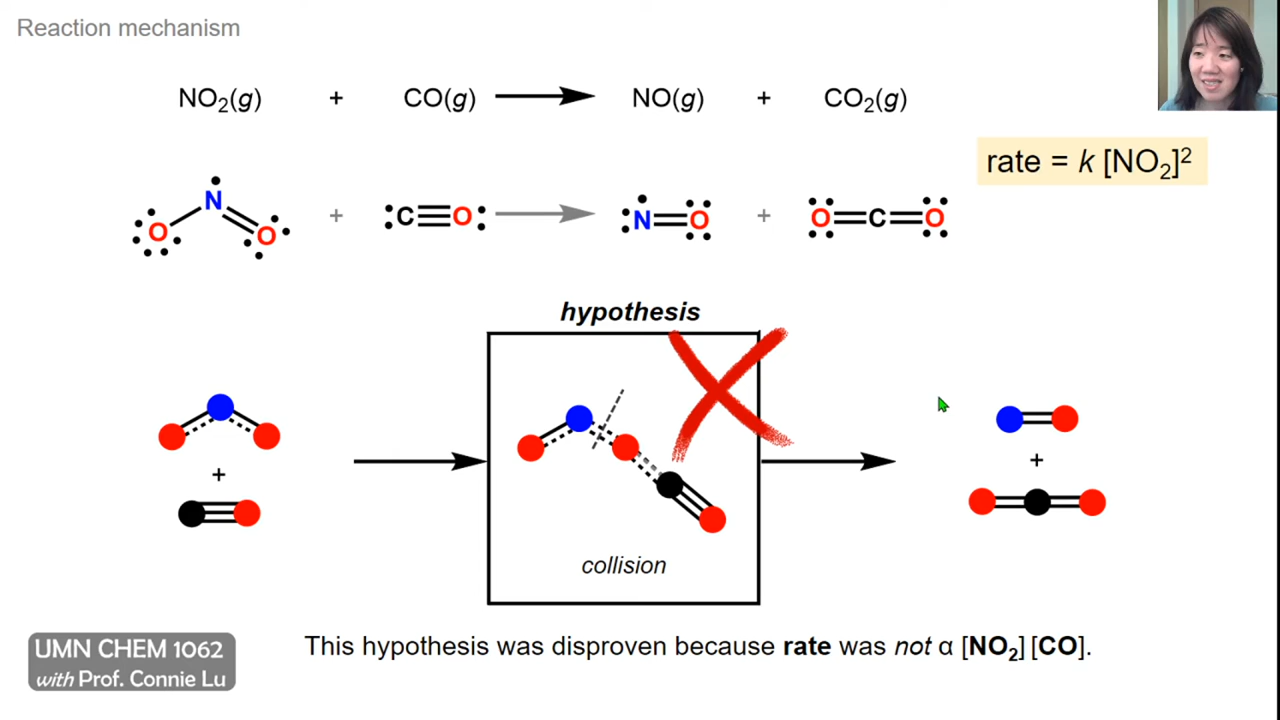 Reaction mechanism
NO₂(g) + CO(g) NO(g) + CO₂(g)
rate = k [NO₂]²
O N O + C O N O + O C O
hypothesis
+ +
collision
This hypothesis was disproven because rate was not α [NO₂] [CO].
UMN CHEM 1062
with Prof. Connie Lu